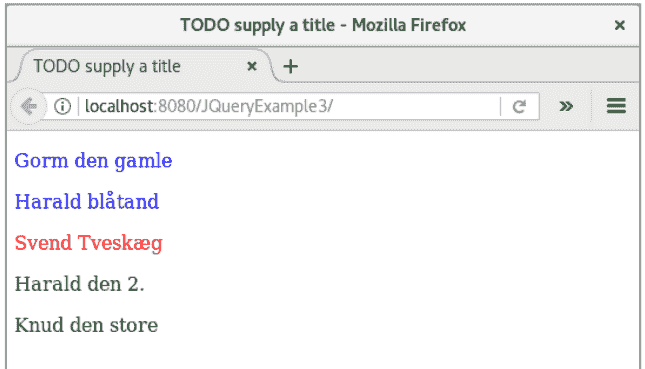 TODO supply a title - Mozilla Firefox ×
TODO supply a title × +
localhost:8080/JQueryExample3/
Gorm den gamle
Harald blåtand
Svend Tveskæg
Harald den 2.
Knud den store